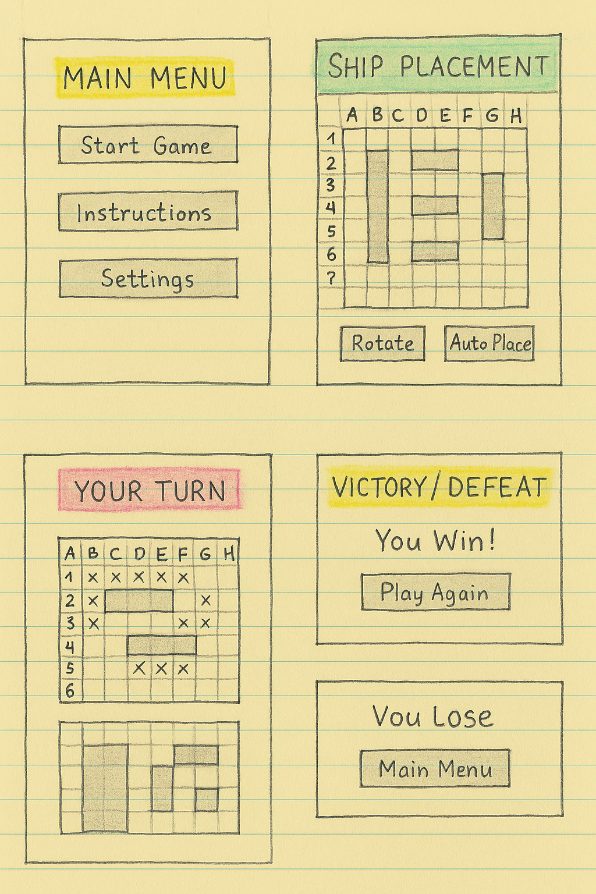 MAIN MENU
Start Game
Instructions
Settings
SHIP PLACEMENT
A B C D E F G H
1
2
3
4
5
6
?
Rotate
Auto Place
YOUR TURN
A B C D E F G H
1 × × × × ×
2 × ×
3 × × ×
4
5 × × ×
6
VICTORY/DEFEAT
You Win!
Play Again
Vou Lose
Main Menu